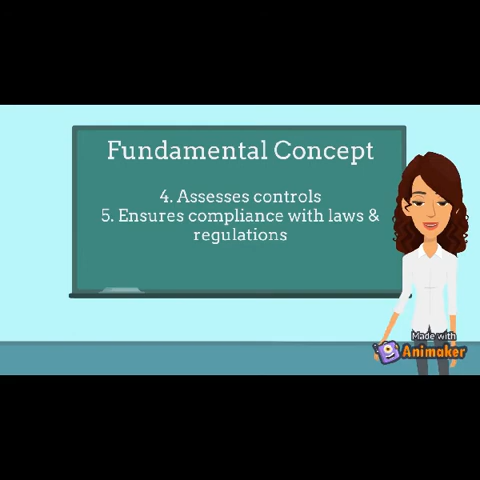 Fundamental Concept
4. Assesses controls
5. Ensures compliance with laws &
regulations
Made with
Animaker